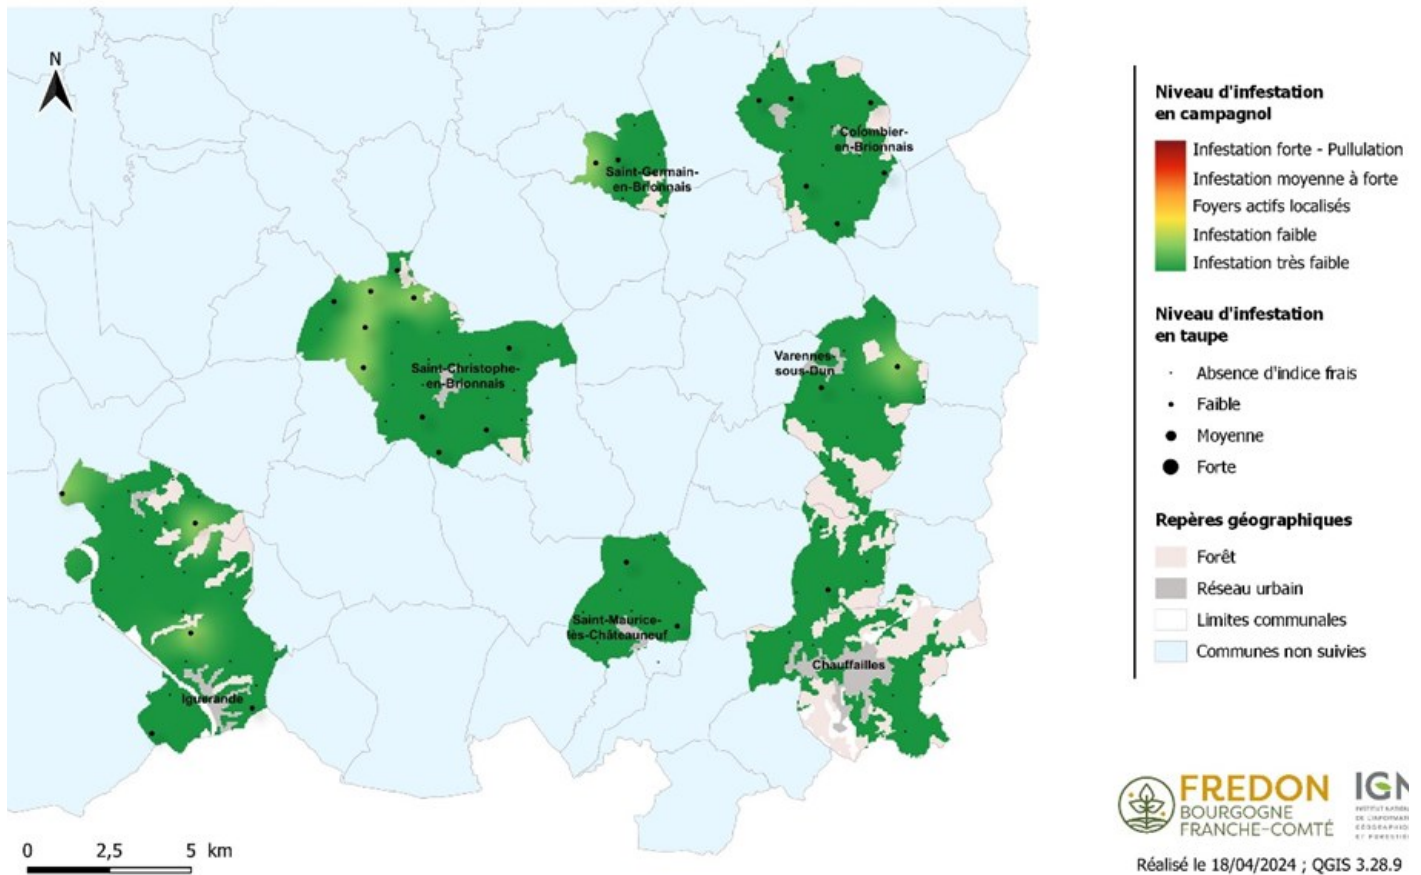 N
Colombier-
en-Brionnais
Saint-Germain-
en-Brionnais
Varennes-
sous-Dun
Saint-Christophe-
en-Brionnais
Saint-Maurice-
lès-Châteauneuf
Chauffailles
Iguerande
0 2,5 5 km
Niveau d'infestation
en campagnol
Infestation forte - Pullulation
Infestation moyenne à forte
Foyers actifs localisés
Infestation faible
Infestation très faible
Niveau d'infestation
en taupe
Absence d'indice frais
Faible
Moyenne
Forte
Repères géographiques
Forêt
Réseau urbain
Limites communales
Communes non suivies
FREDON
BOURGOGNE
FRANCHE-COMTÉ
IGN
Réalisé le 18/04/2024 ; QGIS 3.28.9